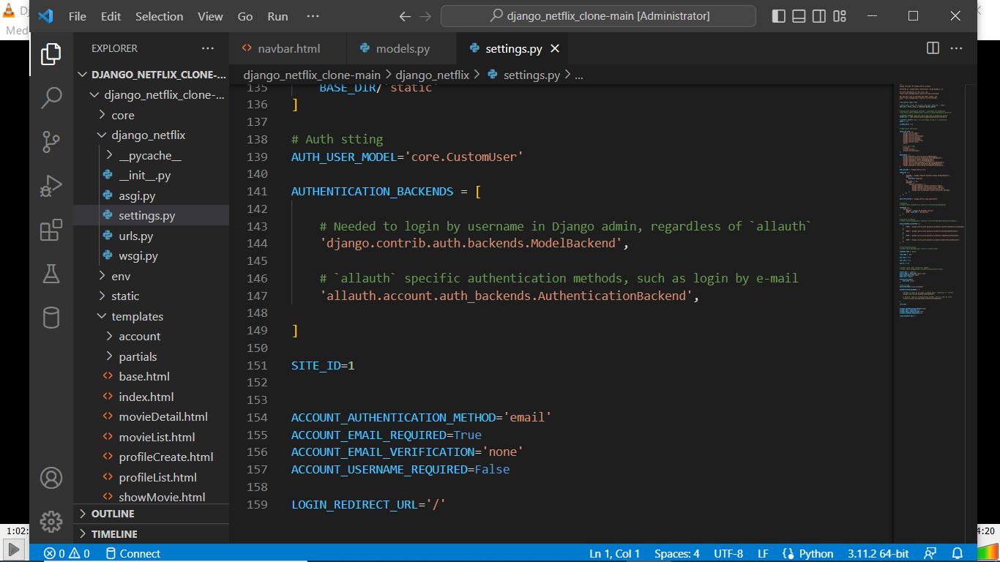 Med
File Edit Selection View Go Run ...
django_netflix_clone-main [Administrator]
EXPLORER ...
navbar.html
models.py
settings.py
DJANGO_NETFLIX_CLONE-...
django_netflix_clone-main > django_netflix > settings.py > ...
django_netflix_clone-...
core
django_netflix
__pycache__
__init__.py
asgi.py
settings.py
urls.py
wsgi.py
env
static
templates
account
partials
base.html
index.html
movieDetail.html
movieList.html
profileCreate.html
profileList.html
showMovie.html
OUTLINE
TIMELINE
135 BASE_DIR/'static'
136 ]
137
138 # Auth stting
139 AUTH_USER_MODEL='core.CustomUser'
140
141 AUTHENTICATION_BACKENDS = [
142
143 # Needed to login by username in Django admin, regardless of `allauth`
144 'django.contrib.auth.backends.ModelBackend',
145
146 # `allauth` specific authentication methods, such as login by e-mail
147 'allauth.account.auth_backends.AuthenticationBackend',
148
149 ]
150
151 SITE_ID=1
152
153
154 ACCOUNT_AUTHENTICATION_METHOD='email'
155 ACCOUNT_EMAIL_REQUIRED=True
156 ACCOUNT_EMAIL_VERIFICATION='none'
157 ACCOUNT_USERNAME_REQUIRED=False
158
159 LOGIN_REDIRECT_URL='/'
1:02:
4:20
0 0 Connect
Ln 1, Col 1 Spaces: 4 UTF-8 LF Python 3.11.2 64-bit